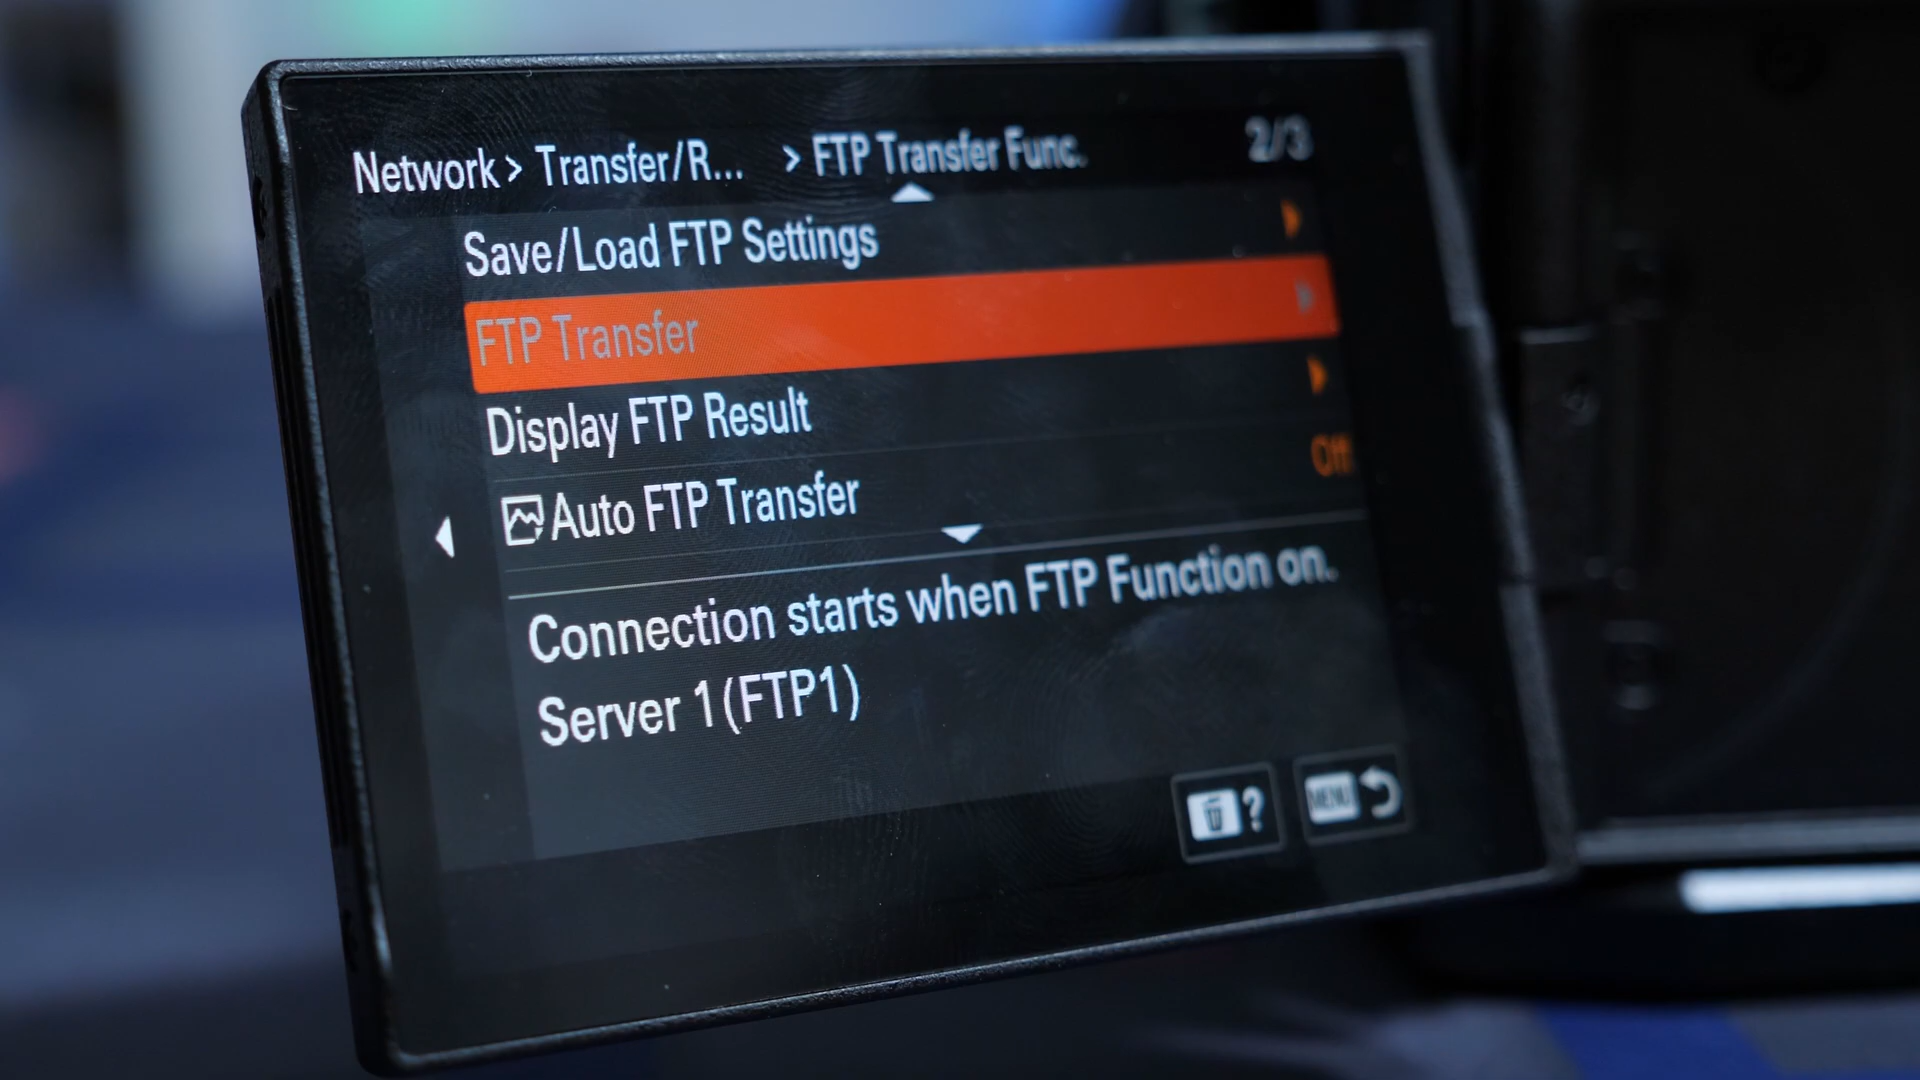 Network > Transfer/R... > FTP Transfer Func. 2/3
Save/Load FTP Settings
FTP Transfer
Display FTP Result
Auto FTP Transfer Off
Connection starts when FTP Function on.
Server 1(FTP1)
? MENU